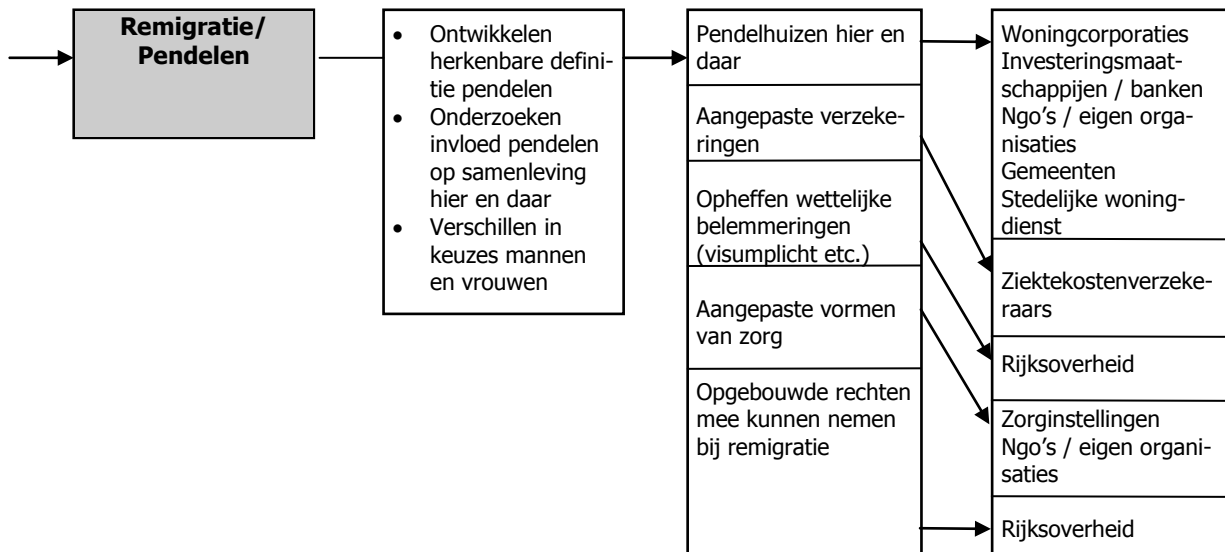 Remigratie/
Pendelen
• Ontwikkelen
herkenbare defini-
tie pendelen
• Onderzoeken
invloed pendelen
op samenleving
hier en daar
• Verschillen in
keuzes mannen
en vrouwen
Pendelhuizen hier en
daar
Aangepaste verzeke-
ringen
Opheffen wettelijke
belemmeringen
(visumplicht etc.)
Aangepaste vormen
van zorg
Opgebouwde rechten
mee kunnen nemen
bij remigratie
Woningcorporaties
Investeringsmaat-
schappijen / banken
Ngo's / eigen orga-
nisaties
Gemeenten
Stedelijke woning-
dienst
Ziektekostenverzeke-
raars
Rijksoverheid
Zorginstellingen
Ngo's / eigen organi-
saties
Rijksoverheid